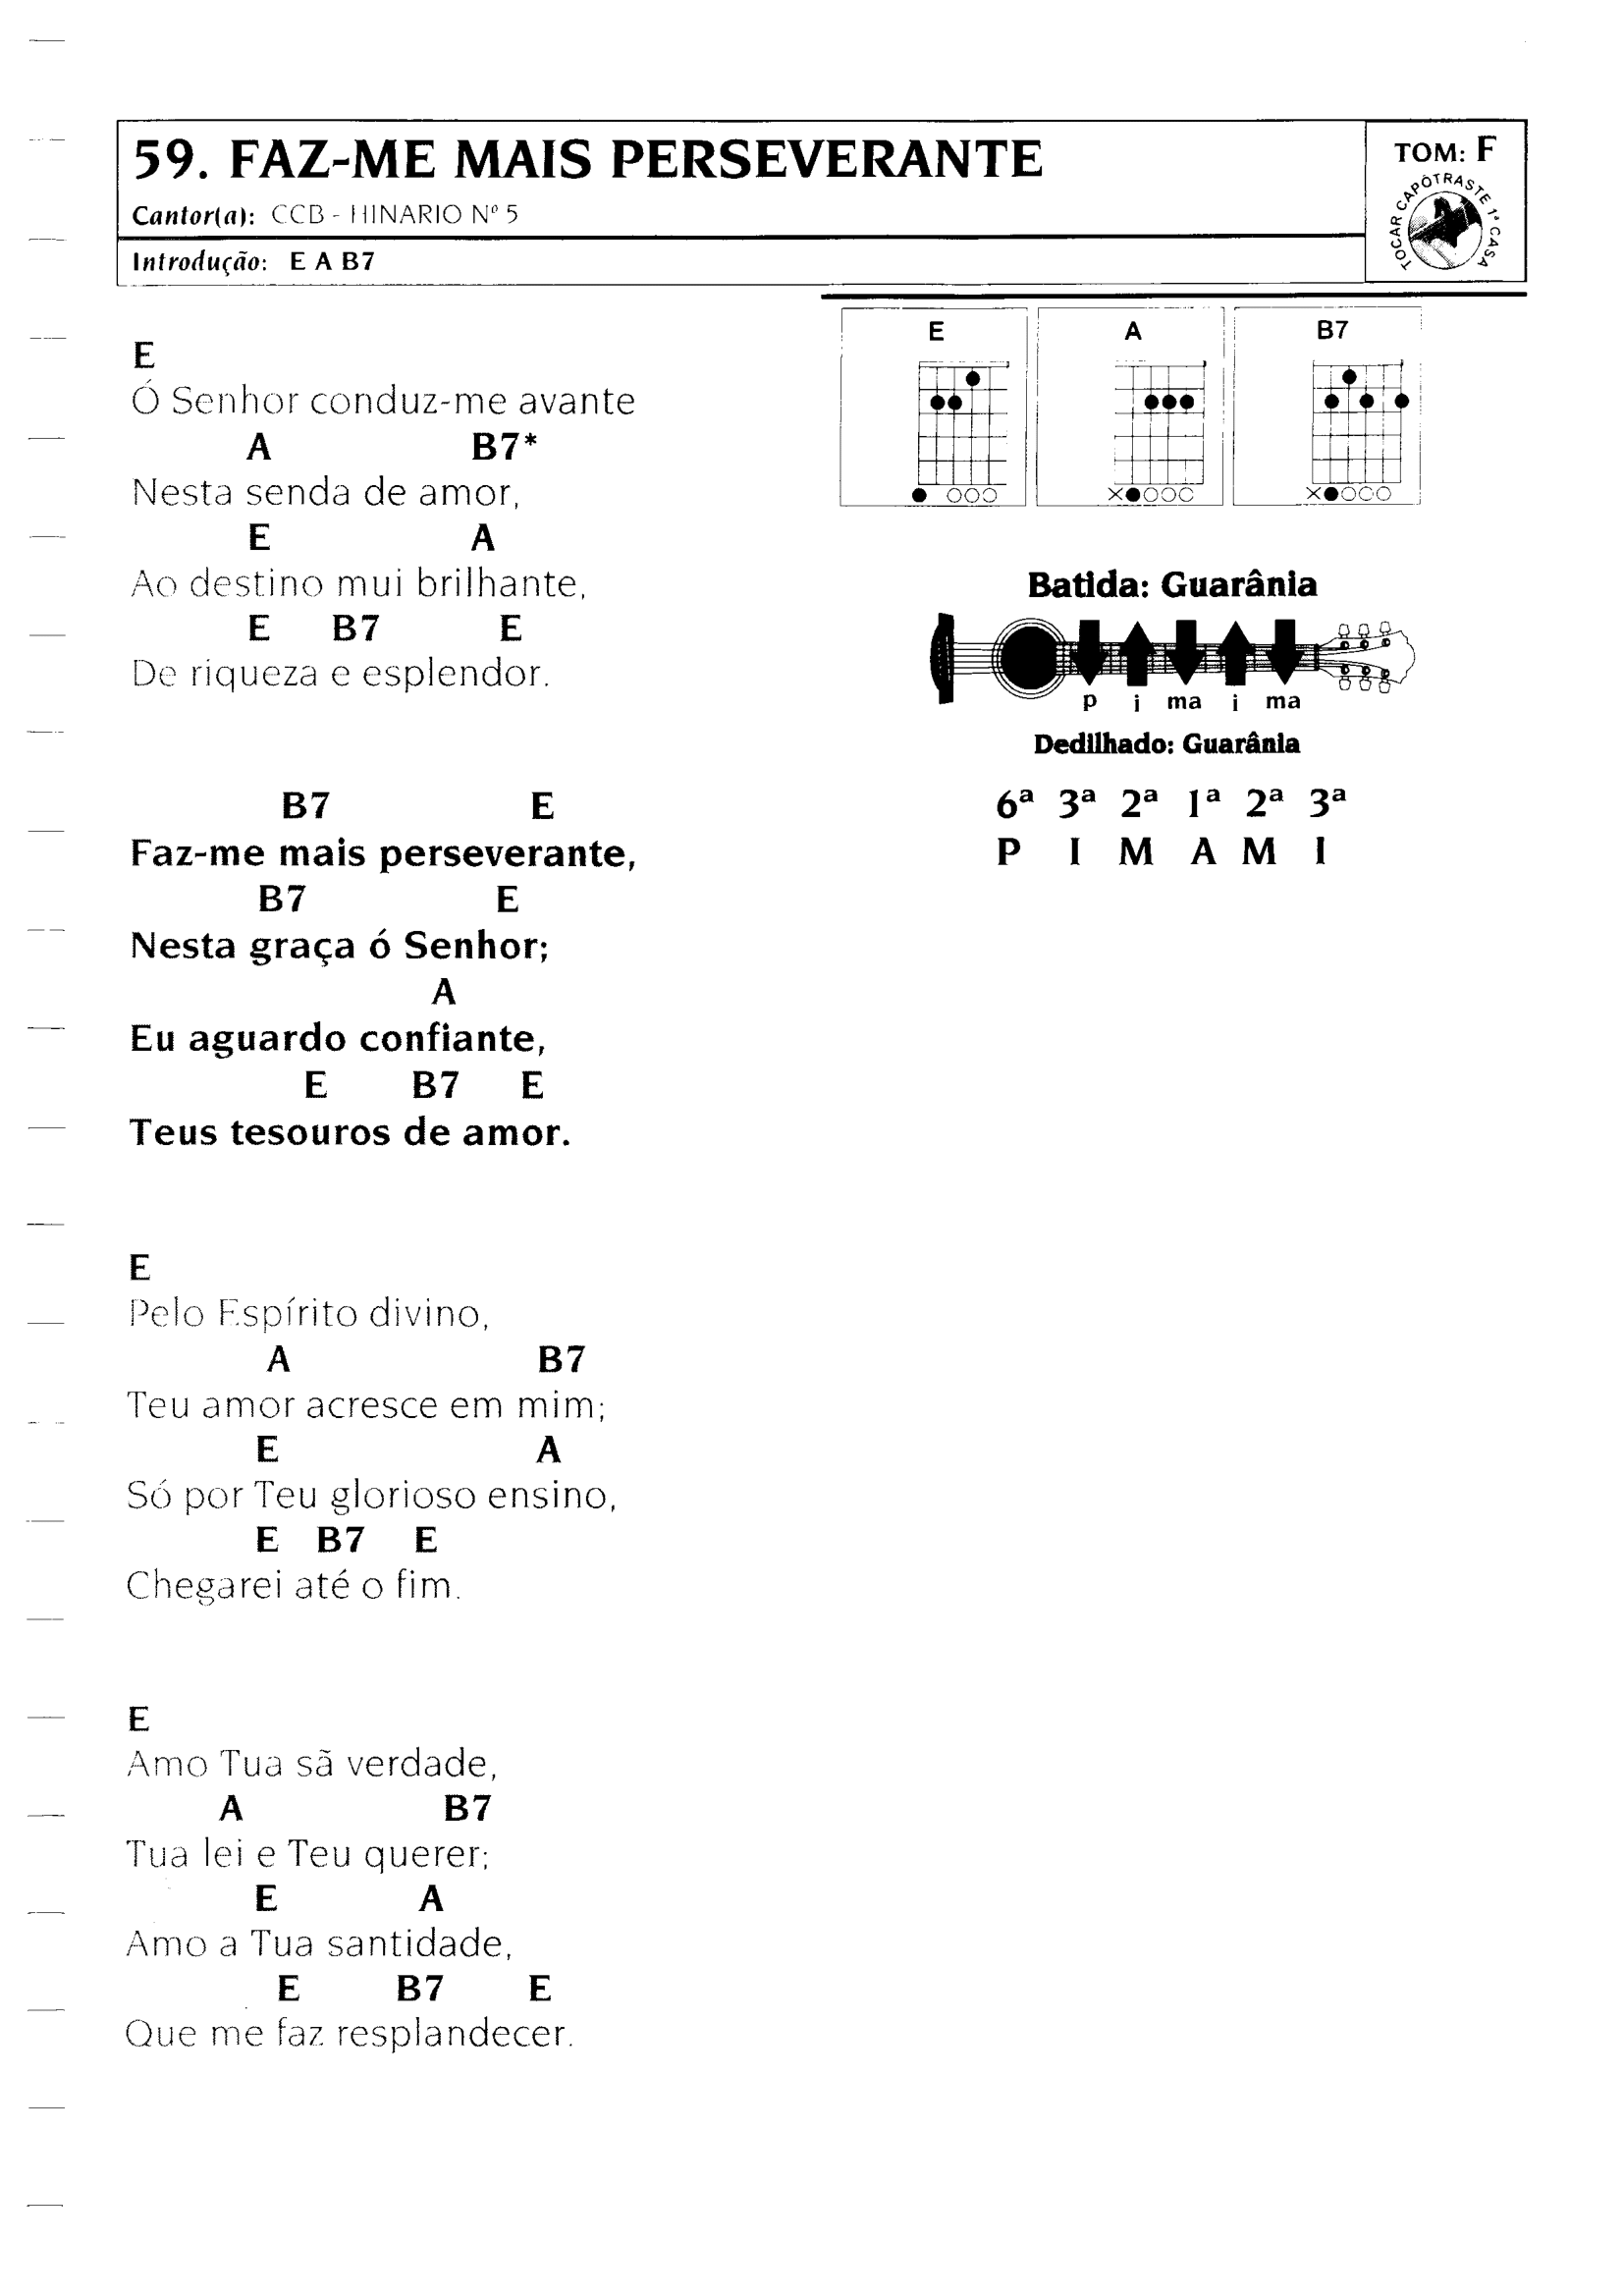 59. FAZ-ME MAIS PERSEVERANTE
Cantor(a): CCB - HINARIO Nº 5
Introdução: E A B7
TOM: F
TOCAR CAPOTRASTE 1ª CASA
E
Ó Senhor conduz-me avante
A B7*
Nesta senda de amor,
E A
Ao destino mui brilhante,
E B7 E
De riqueza e esplendor.
B7 E
Faz-me mais perseverante,
B7 E
Nesta graça ó Senhor;
A
Eu aguardo confiante,
E B7 E
Teus tesouros de amor.
E
Pelo Espírito divino,
A B7
Teu amor acresce em mim;
E A
Só por Teu glorioso ensino,
E B7 E
Chegarei até o fim.
E
Amo Tua sã verdade,
A B7
Tua lei e Teu querer;
E A
Amo a Tua santidade,
E B7 E
Que me faz resplandecer.
E A B7
Batida: Guarânia
p i ma i ma
Dedilhado: Guarânia
6ª 3ª 2ª 1ª 2ª 3ª
P I M A M I